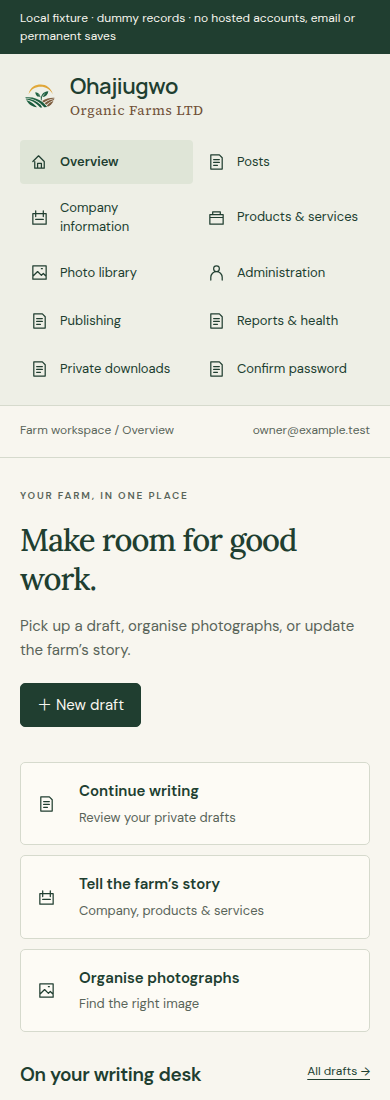 Local fixture · dummy records · no hosted accounts, email or
permanent saves
Ohajiugwo
Organic Farms LTD
Overview
Posts
Company
information
Products & services
Photo library
Administration
Publishing
Reports & health
Private downloads
Confirm password
Farm workspace / Overview
owner@example.test
YOUR FARM, IN ONE PLACE
Make room for good
work.
Pick up a draft, organise photographs, or update
the farm’s story.
+ New draft
Continue writing
Review your private drafts
Tell the farm’s story
Company, products & services
Organise photographs
Find the right image
On your writing desk
All drafts →